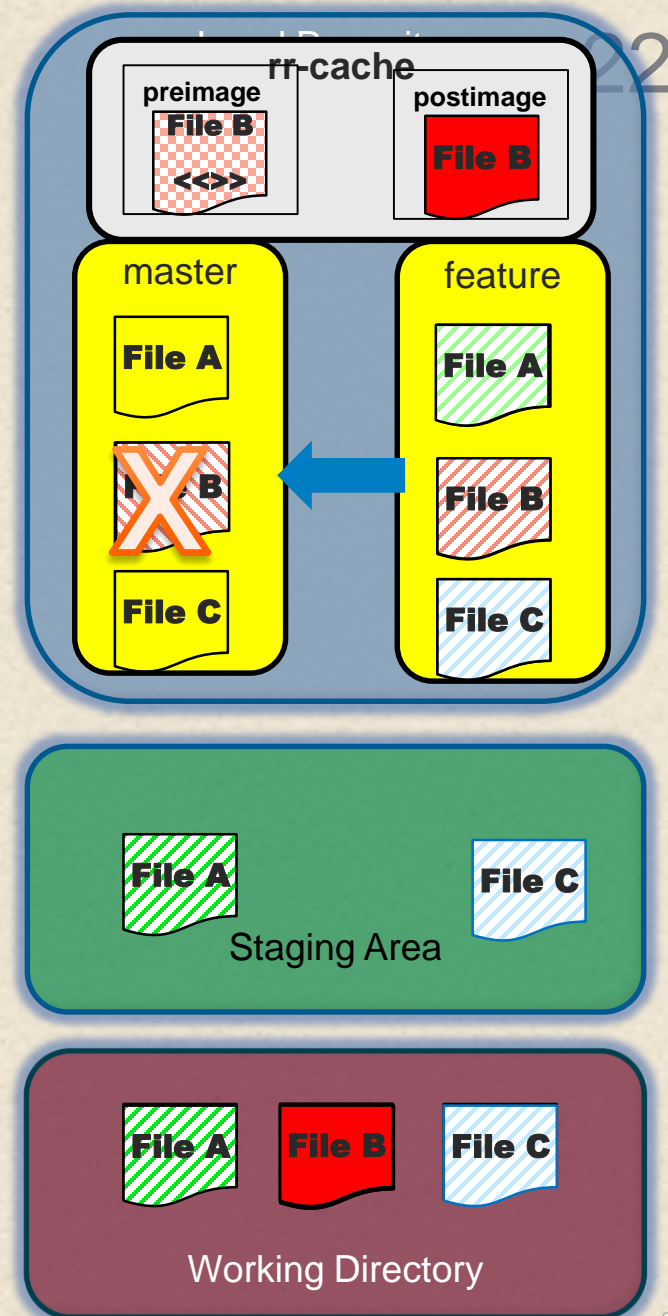 22
rr-cache
preimage
postimage
File B
<<>>
File B
master
feature
File A
File A
B
File B
File C
File C
File A
File C
Staging Area
File A
File B
File C
Working Directory